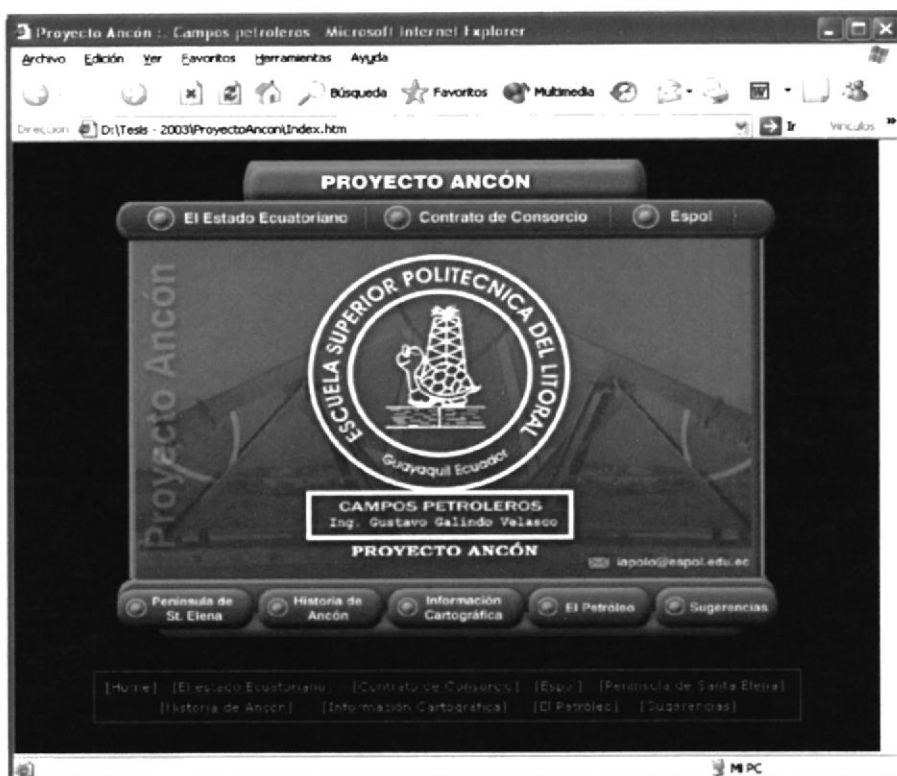 Proyecto Ancón :. Campos petroleros - Microsoft Internet Explorer
Archivo Edición Ver Favoritos Herramientas Ayuda
Búsqueda Favoritos Multimedia
Dirección D:\Tesis - 2003\ProyectoAncon\Index.htm Ir Vínculos »
PROYECTO ANCÓN
El Estado Ecuatoriano Contrato de Consorcio Espol
Proyecto Ancón
ESCUELA SUPERIOR POLITECNICA DEL LITORAL
Guayaquil Ecuador
CAMPOS PETROLEROS
Ing. Gustavo Galindo Velasco
PROYECTO ANCÓN
iapolo@espol.edu.ec
Peninsula de
St. Elena
Historia de
Ancón
Información
Cartográfica
El Petróleo
Sugerencias
[Home] [El estado Ecuatoriano] [Contrato de Consorcio] [Espol] [Peninsula de Santa Elena]
[Historia de Ancón] [Información Cartográfica] [El Petróleo] [Sugerencias]
MI PC